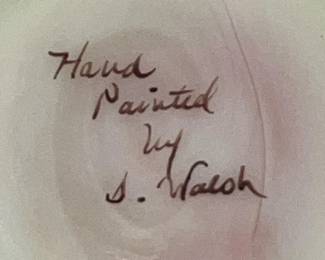 Hand
Painted
by
S. Walsh